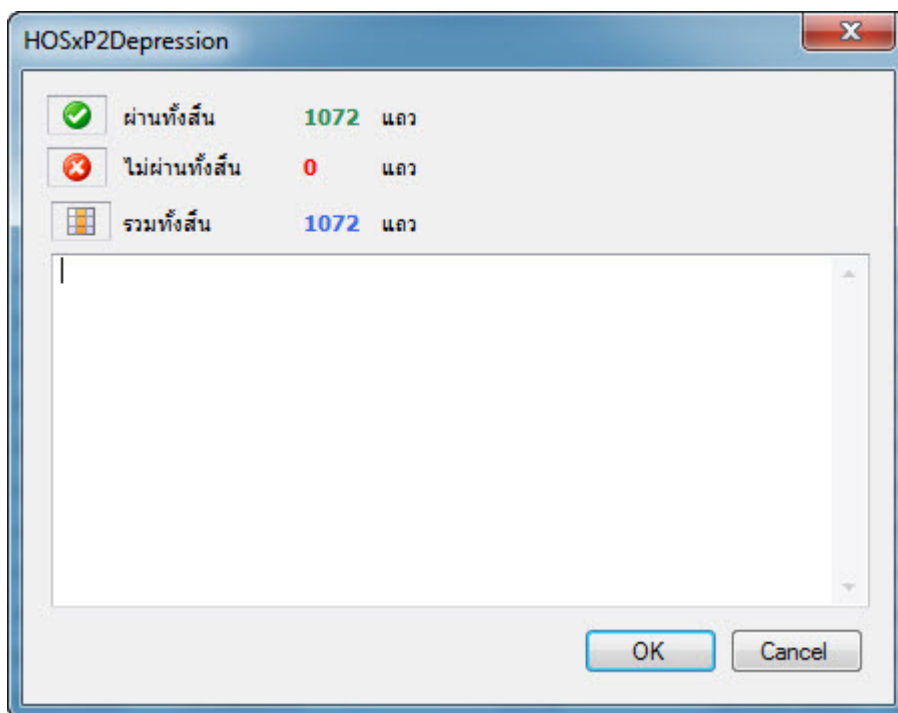 HOSxP2Depression
ผ่านทั้งสิ้น 1072 แถว
ไม่ผ่านทั้งสิ้น 0 แถว
รวมทั้งสิ้น 1072 แถว
OK Cancel